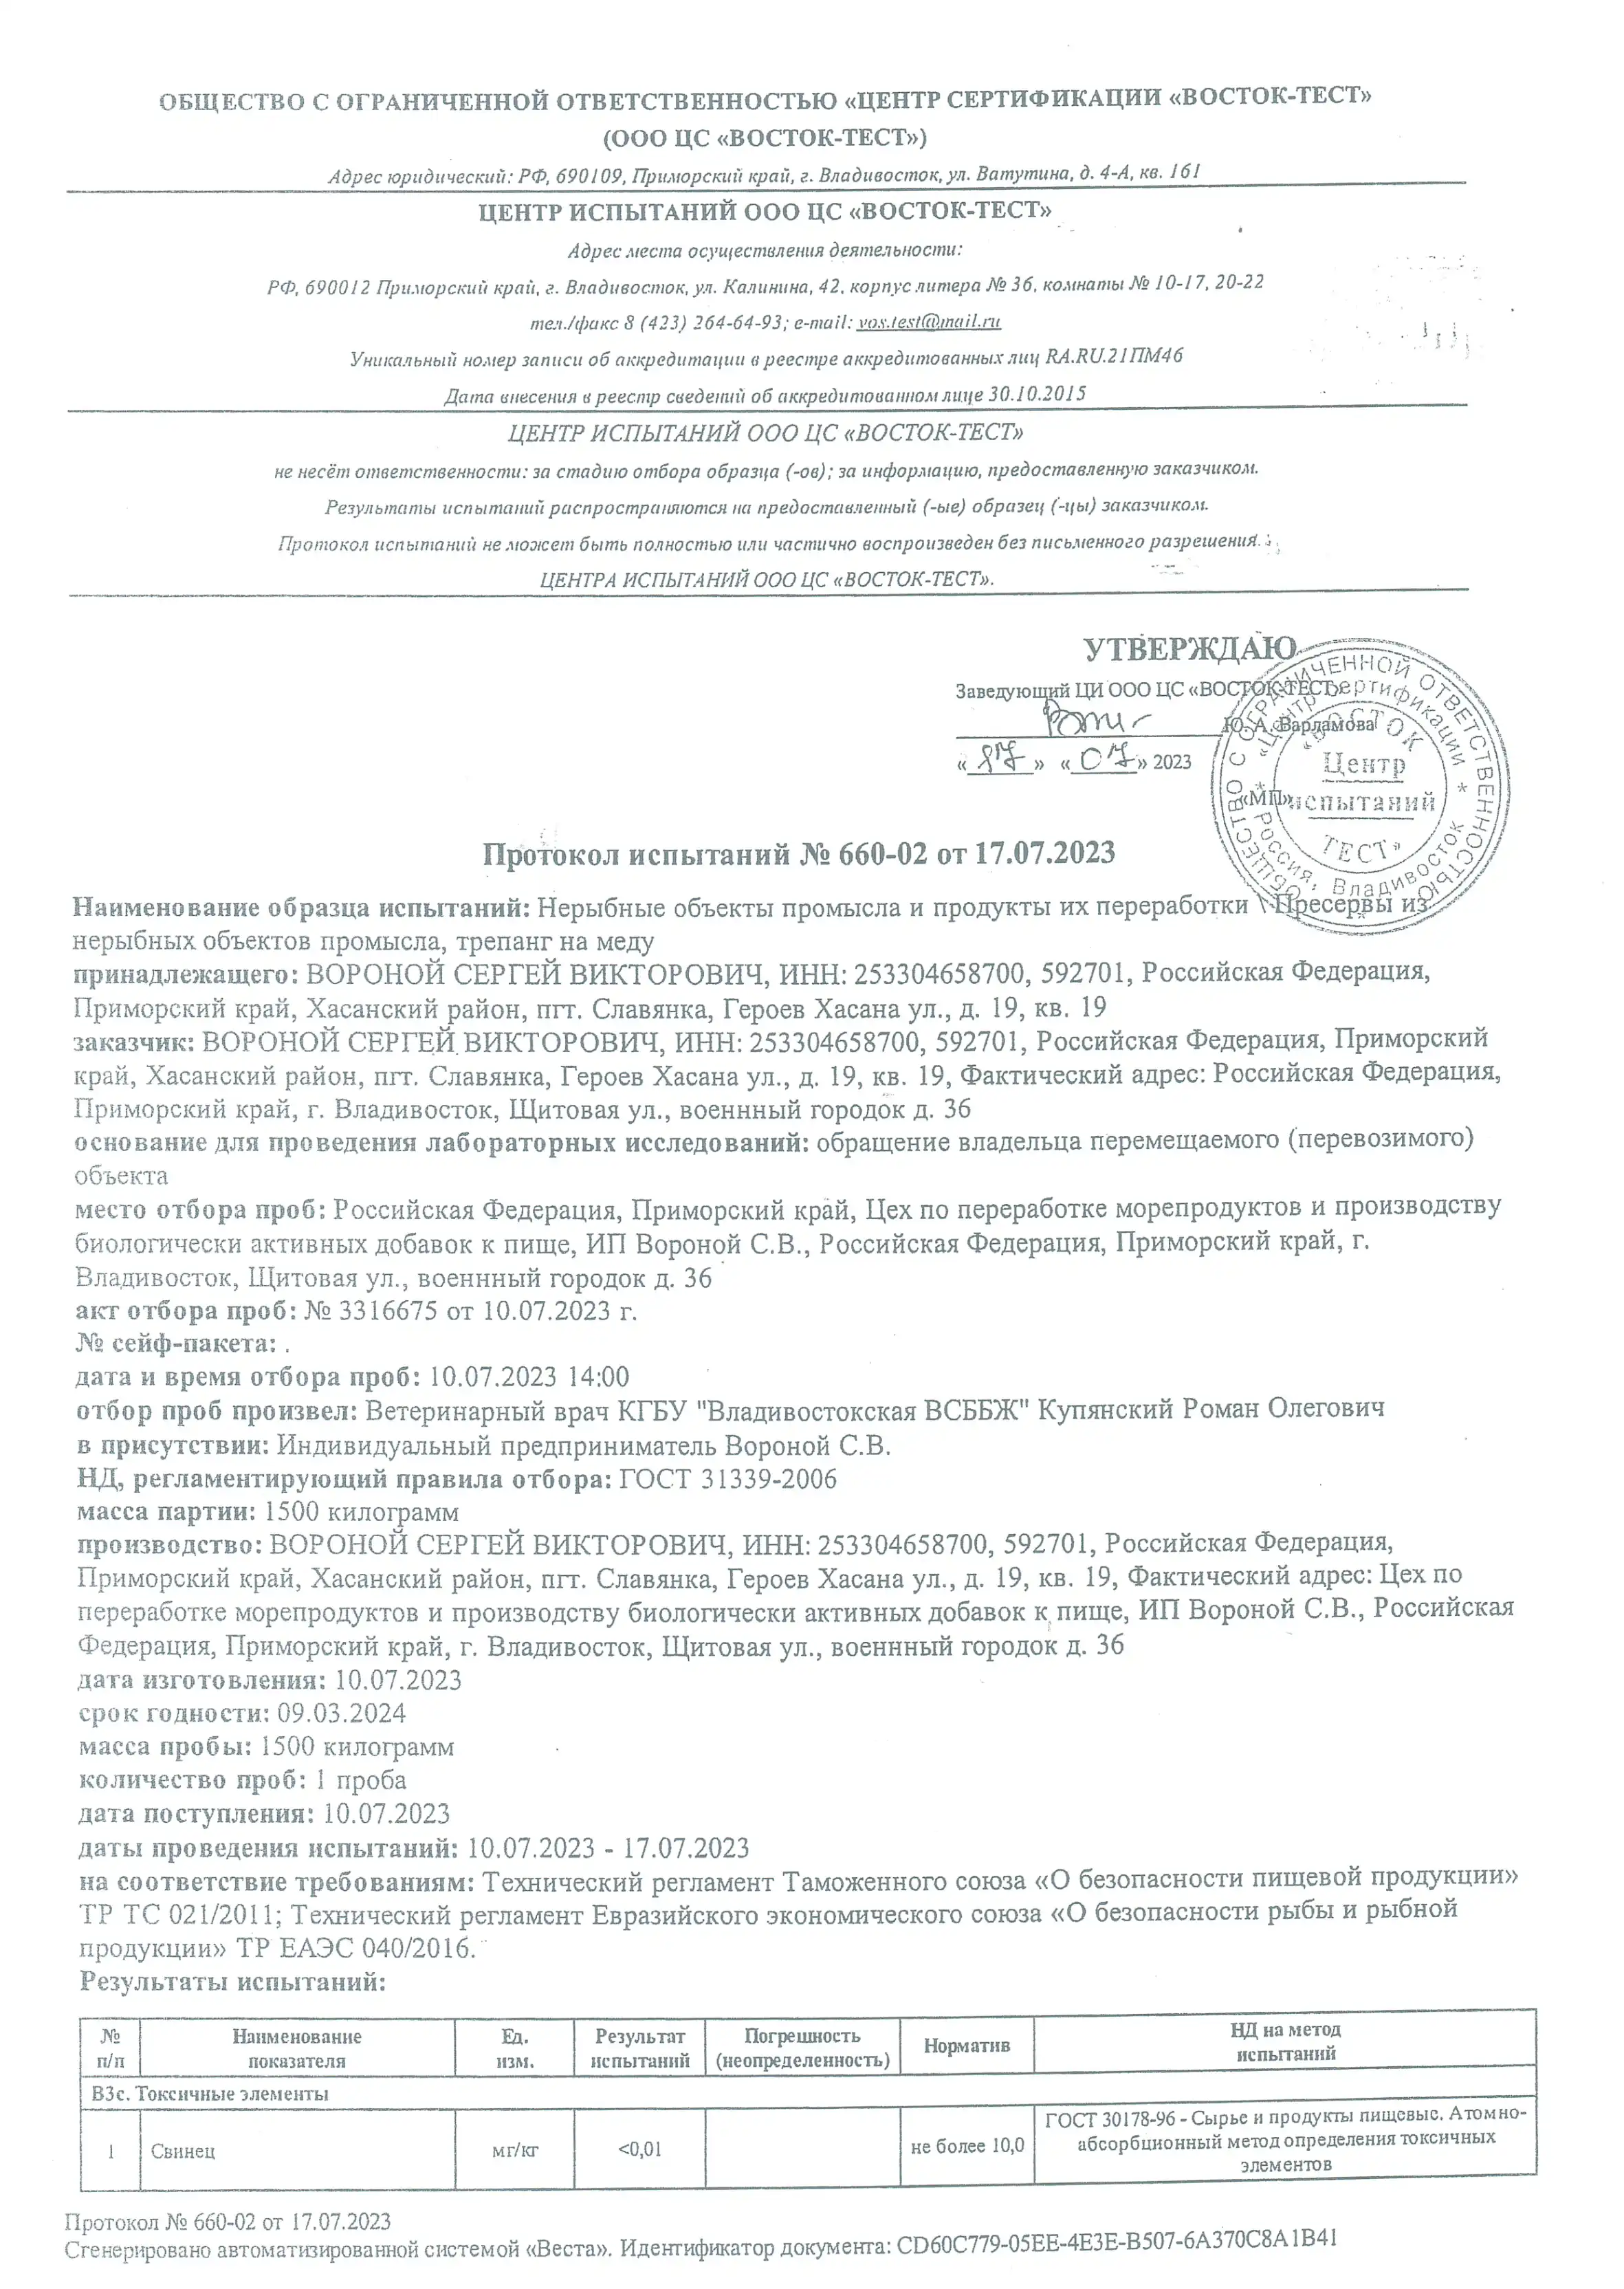 ОБЩЕСТВО С ОГРАНИЧЕННОЙ ОТВЕТСТВЕННОСТЬЮ «ЦЕНТР СЕРТИФИКАЦИИ «ВОСТОК-ТЕСТ»
(ООО ЦС «ВОСТОК-ТЕСТ»)
Адрес юридический: РФ, 690109, Приморский край, г. Владивосток, ул. Ватутина, д. 4-А, кв. 161
ЦЕНТР ИСПЫТАНИЙ ООО ЦС «ВОСТОК-ТЕСТ»
Адрес места осуществления деятельности:
РФ, 690012 Приморский край, г. Владивосток, ул. Калинина, 42, корпус литера № 36, комнаты № 10-17, 20-22
тел./факс 8 (423) 264-64-93; e-mail: vos.test@mail.ru
Уникальный номер записи об аккредитации в реестре аккредитованных лиц RA.RU.21ПМ46
Дата внесения в реестр сведений об аккредитованном лице 30.10.2015
ЦЕНТР ИСПЫТАНИЙ ООО ЦС «ВОСТОК-ТЕСТ»
не несёт ответственности: за стадию отбора образца (-ов); за информацию, предоставленную заказчиком.
Результаты испытаний распространяются на предоставленный (-ые) образец (-цы) заказчиком.
Протокол испытаний не может быть полностью или частично воспроизведен без письменного разрешения
ЦЕНТРА ИСПЫТАНИЙ ООО ЦС «ВОСТОК-ТЕСТ».
УТВЕРЖДАЮ
Заведующий ЦИ ООО ЦС «ВОСТОК-ТЕСТ»
Ю. А. Варламова
«17» «07» 2023
«МП»
ОБЩЕСТВО С ОГРАНИЧЕННОЙ ОТВЕТСТВЕННОСТЬЮ
«Центр сертификации
«ВОСТОК
Центр
испытаний
ТЕСТ»
Россия, Владивосток
Протокол испытаний № 660-02 от 17.07.2023
Наименование образца испытаний: Нерыбные объекты промысла и продукты их переработки \ Пресервы из
нерыбных объектов промысла, трепанг на меду
принадлежащего: ВОРОНОЙ СЕРГЕЙ ВИКТОРОВИЧ, ИНН: 253304658700, 592701, Российская Федерация,
Приморский край, Хасанский район, пгт. Славянка, Героев Хасана ул., д. 19, кв. 19
заказчик: ВОРОНОЙ СЕРГЕЙ ВИКТОРОВИЧ, ИНН: 253304658700, 592701, Российская Федерация, Приморский
край, Хасанский район, пгт. Славянка, Героев Хасана ул., д. 19, кв. 19, Фактический адрес: Российская Федерация,
Приморский край, г. Владивосток, Щитовая ул., военнный городок д. 36
основание для проведения лабораторных исследований: обращение владельца перемещаемого (перевозимого)
объекта
место отбора проб: Российская Федерация, Приморский край, Цех по переработке морепродуктов и производству
биологически активных добавок к пище, ИП Вороной С.В., Российская Федерация, Приморский край, г.
Владивосток, Щитовая ул., военнный городок д. 36
акт отбора проб: № 3316675 от 10.07.2023 г.
№ сейф-пакета: .
дата и время отбора проб: 10.07.2023 14:00
отбор проб произвел: Ветеринарный врач КГБУ "Владивостокская ВСББЖ" Купянский Роман Олегович
в присутствии: Индивидуальный предприниматель Вороной С.В.
НД, регламентирующий правила отбора: ГОСТ 31339-2006
масса партии: 1500 килограмм
производство: ВОРОНОЙ СЕРГЕЙ ВИКТОРОВИЧ, ИНН: 253304658700, 592701, Российская Федерация,
Приморский край, Хасанский район, пгт. Славянка, Героев Хасана ул., д. 19, кв. 19, Фактический адрес: Цех по
переработке морепродуктов и производству биологически активных добавок к пище, ИП Вороной С.В., Российская
Федерация, Приморский край, г. Владивосток, Щитовая ул., военнный городок д. 36
дата изготовления: 10.07.2023
срок годности: 09.03.2024
масса пробы: 1500 килограмм
количество проб: 1 проба
дата поступления: 10.07.2023
даты проведения испытаний: 10.07.2023 - 17.07.2023
на соответствие требованиям: Технический регламент Таможенного союза «О безопасности пищевой продукции»
ТР ТС 021/2011; Технический регламент Евразийского экономического союза «О безопасности рыбы и рыбной
продукции» ТР ЕАЭС 040/2016.
Результаты испытаний:
№ п/п Наименование показателя Ед. изм. Результат испытаний Погрешность (неопределенность) Норматив НД на метод испытаний
В3с. Токсичные элементы
1 Свинец мг/кг <0,01 не более 10,0 ГОСТ 30178-96 - Сырье и продукты пищевые. Атомно-
абсорбционный метод определения токсичных
элементов
Протокол № 660-02 от 17.07.2023
Сгенерировано автоматизированной системой «Веста». Идентификатор документа: CD60C779-05EE-4E3E-B507-6A370C8A1B41